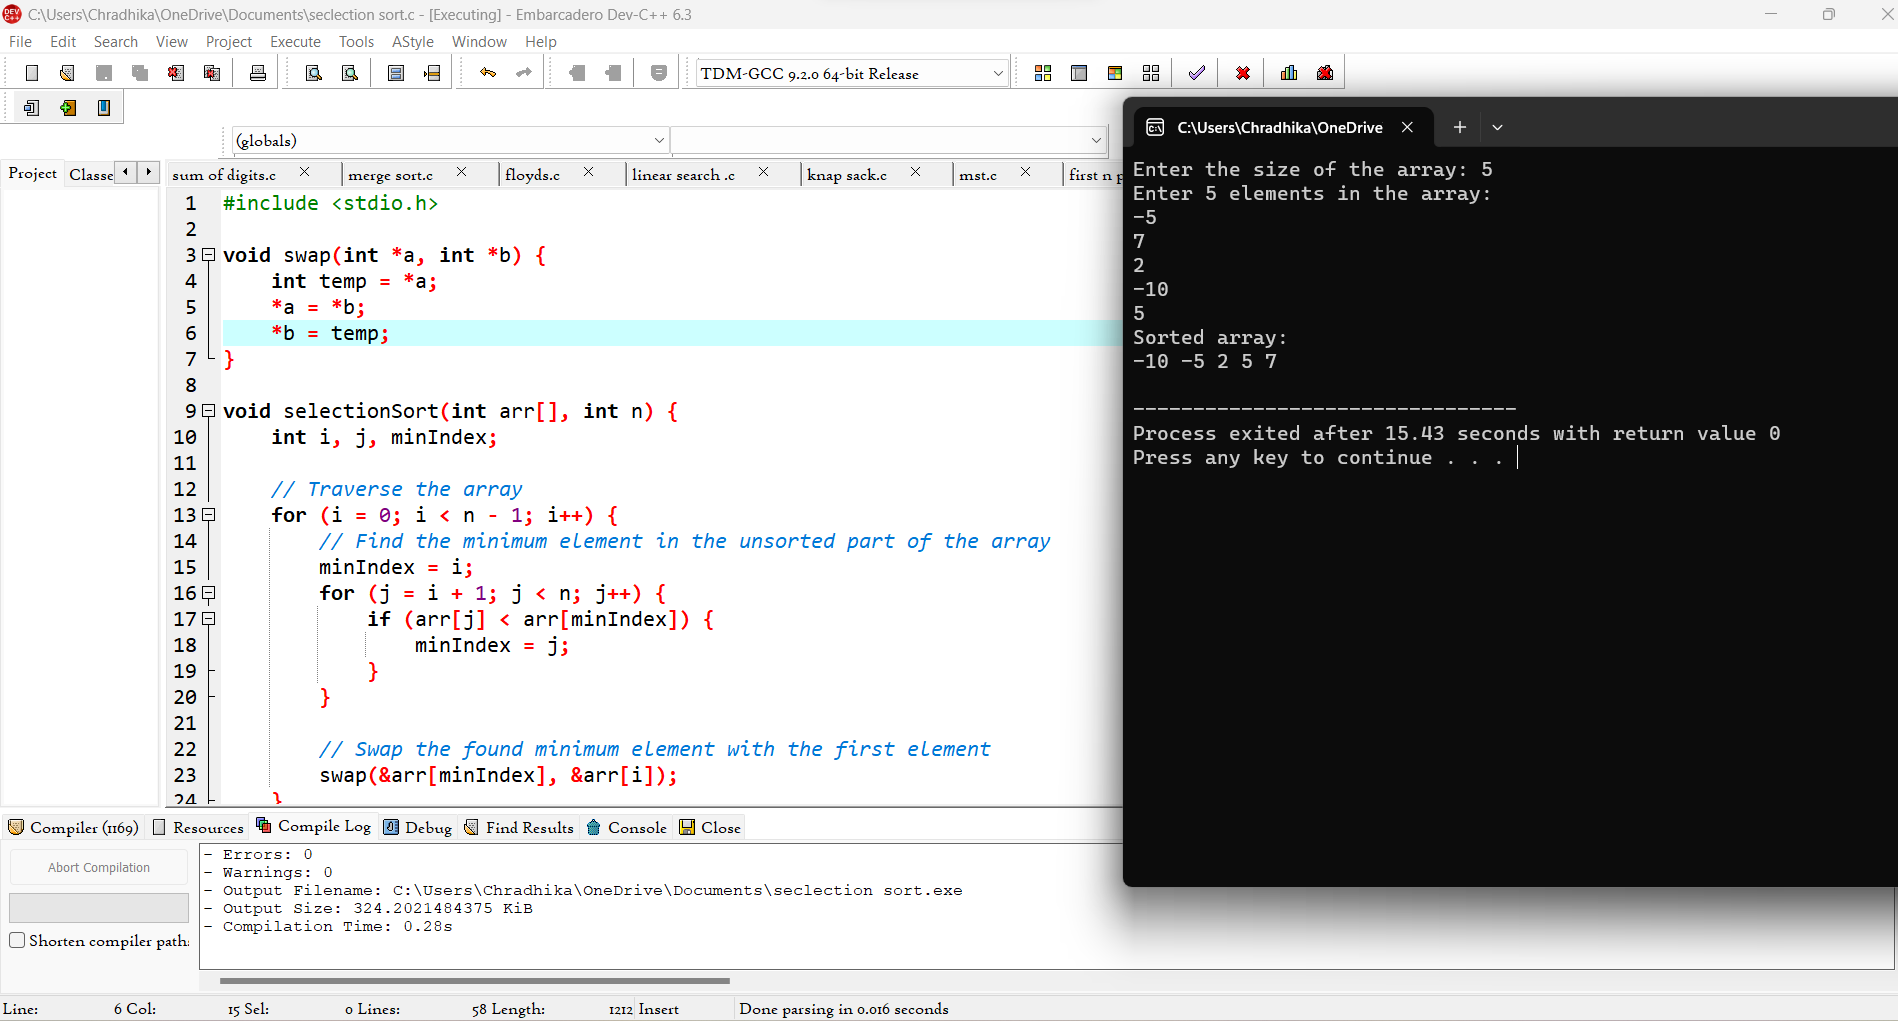 C:\Users\Chradhika\OneDrive\Documents\seclection sort.c - [Executing] - Embarcadero Dev-C++ 6.3
File Edit Search View Project Execute Tools AStyle Window Help
TDM-GCC 9.2.0 64-bit Release
(globals)
Project Classe
sum of digits.c merge sort.c floyds.c linear search .c knap sack.c mst.c first n p
1 #include <stdio.h>
2
3 void swap(int *a, int *b) {
4 int temp = *a;
5 *a = *b;
6 *b = temp;
7 }
8
9 void selectionSort(int arr[], int n) {
10 int i, j, minIndex;
11
12 // Traverse the array
13 for (i = 0; i < n - 1; i++) {
14 // Find the minimum element in the unsorted part of the array
15 minIndex = i;
16 for (j = i + 1; j < n; j++) {
17 if (arr[j] < arr[minIndex]) {
18 minIndex = j;
19 }
20 }
21
22 // Swap the found minimum element with the first element
23 swap(&arr[minIndex], &arr[i]);
24 }
C:\Users\Chradhika\OneDrive
Enter the size of the array: 5
Enter 5 elements in the array:
-5
7
2
-10
5
Sorted array:
-10 -5 2 5 7
--------------------------------
Process exited after 15.43 seconds with return value 0
Press any key to continue . . .
Compiler (1169) Resources Compile Log Debug Find Results Console Close
Abort Compilation
Shorten compiler paths
- Errors: 0
- Warnings: 0
- Output Filename: C:\Users\Chradhika\OneDrive\Documents\seclection sort.exe
- Output Size: 324.2021484375 KiB
- Compilation Time: 0.28s
Line: 6 Col: 15 Sel: 0 Lines: 58 Length: 1212 Insert Done parsing in 0.016 seconds